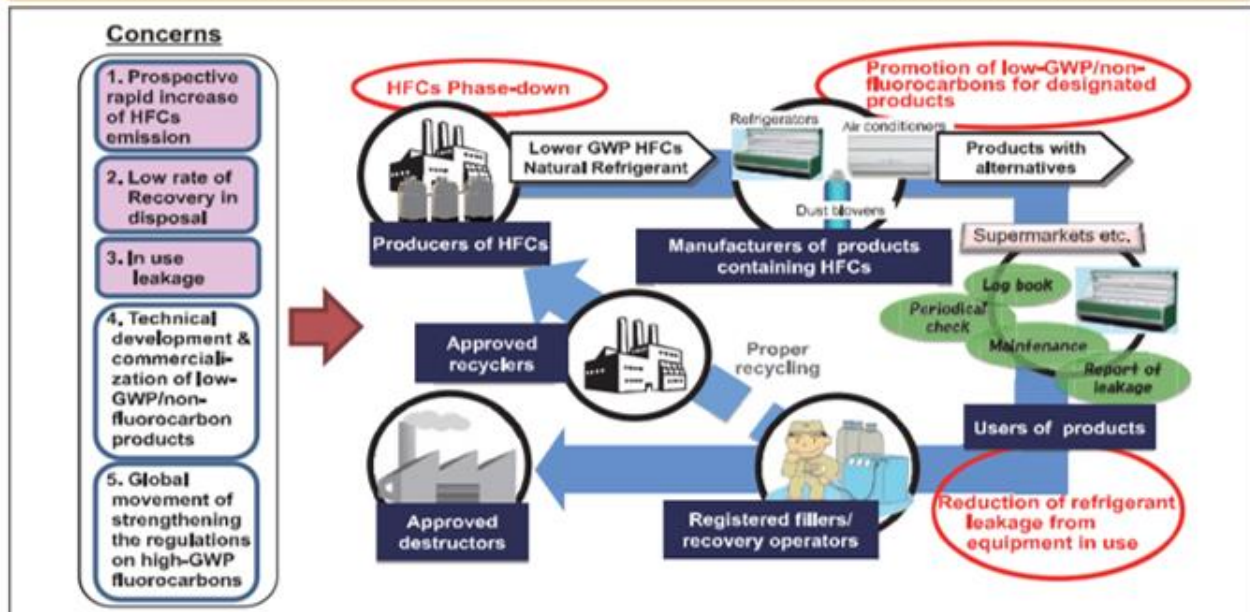 Concerns
1. Prospective
rapid increase
of HFCs
emission
2. Low rate of
Recovery in
disposal
3. In use
leakage
4. Technical
development &
commerciali-
zation of low-
GWP/non-
fluorocarbon
products
5. Global
movement of
strengthening
the regulations
on high-GWP
fluorocarbons
HFCs Phase-down
Promotion of low-GWP/non-
fluorocarbons for designated
products
Lower GWP HFCs
Natural Refrigerant
Refrigerators
Air conditioners
Dust blowers
Products with
alternatives
Producers of HFCs
Manufacturers of products
containing HFCs
Supermarkets etc.
Log book
Periodical
check
Maintenance
Report of
leakage
Users of products
Approved
recyclers
Proper
recycling
Approved
destructors
Registered fillers/
recovery operators
Reduction of refrigerant
leakage from
equipment in use